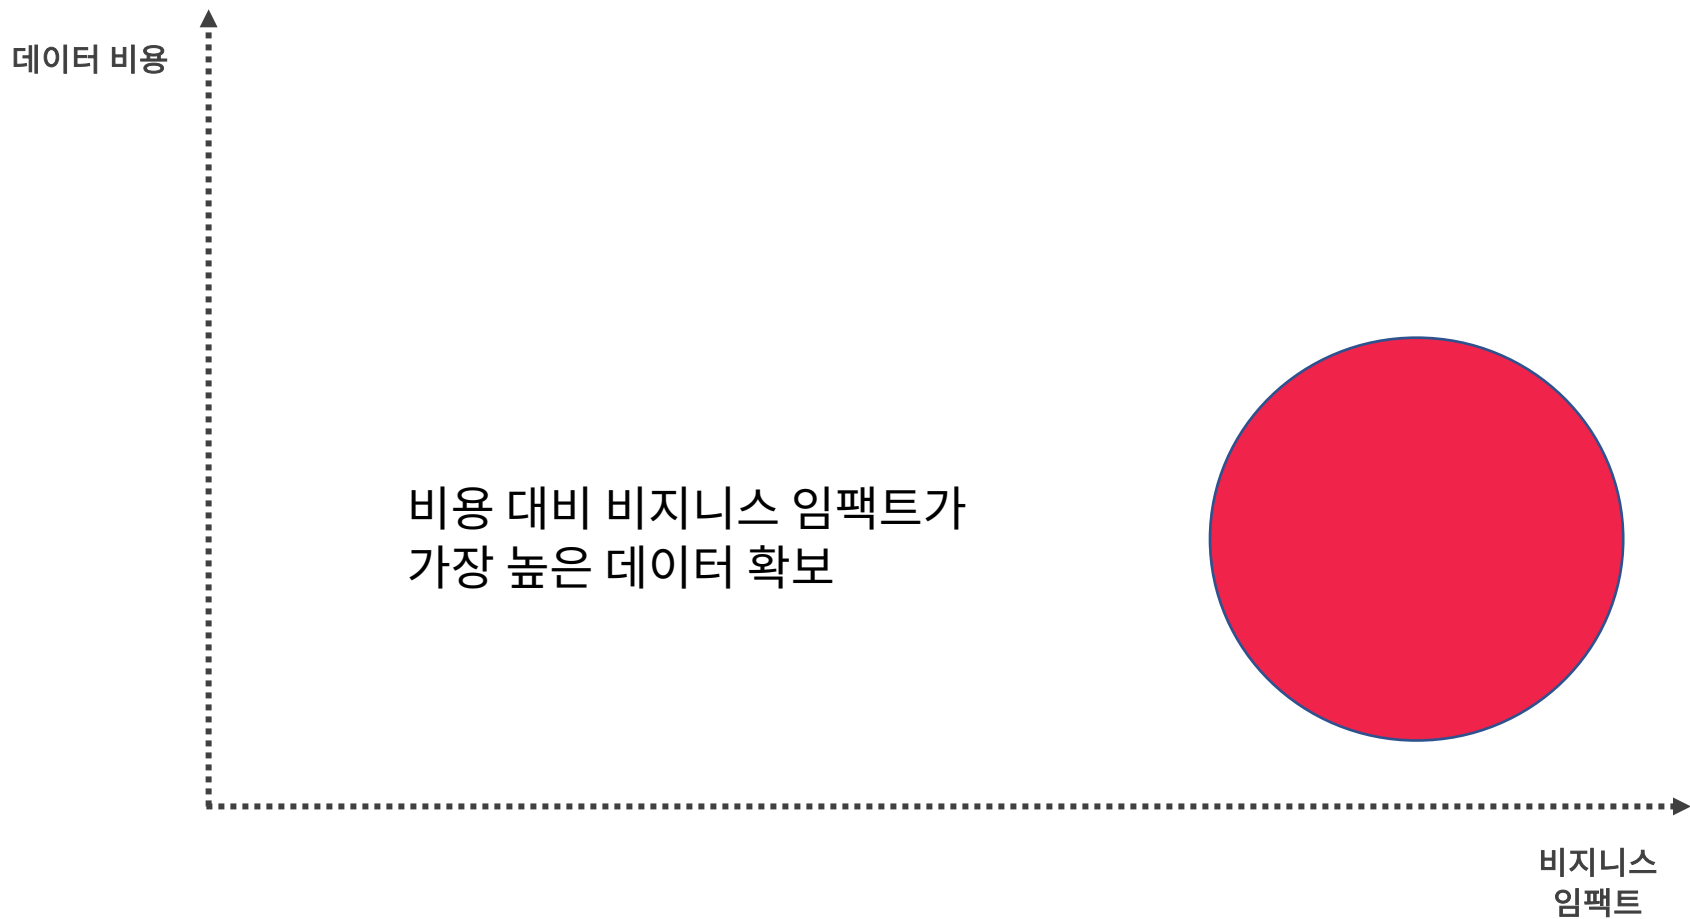 데이터 비용
비용 대비 비지니스 임팩트가
가장 높은 데이터 확보
비지니스
임팩트